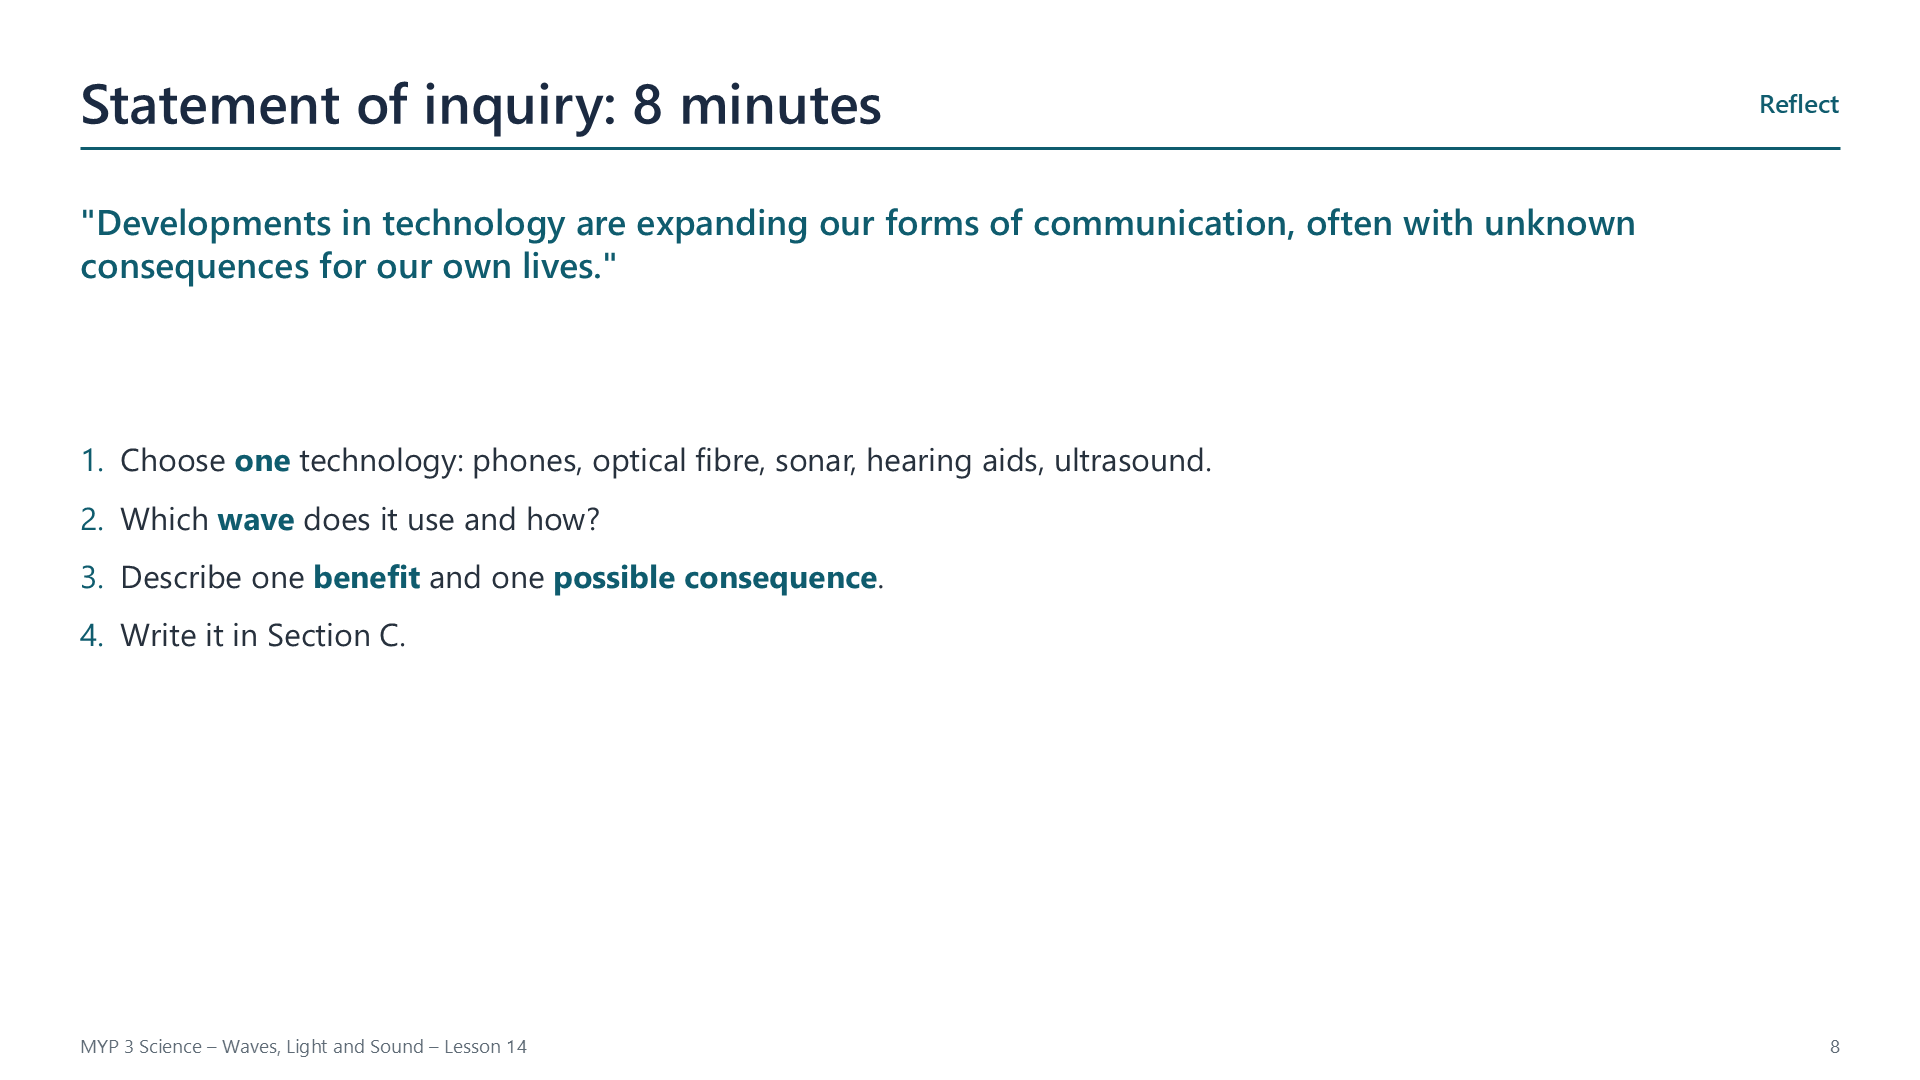 Statement of inquiry: 8 minutes
Reflect
"Developments in technology are expanding our forms of communication, often with unknown
consequences for our own lives."
1. Choose one technology: phones, optical fibre, sonar, hearing aids, ultrasound.
2. Which wave does it use and how?
3. Describe one benefit and one possible consequence.
4. Write it in Section C.
MYP 3 Science – Waves, Light and Sound – Lesson 14
8